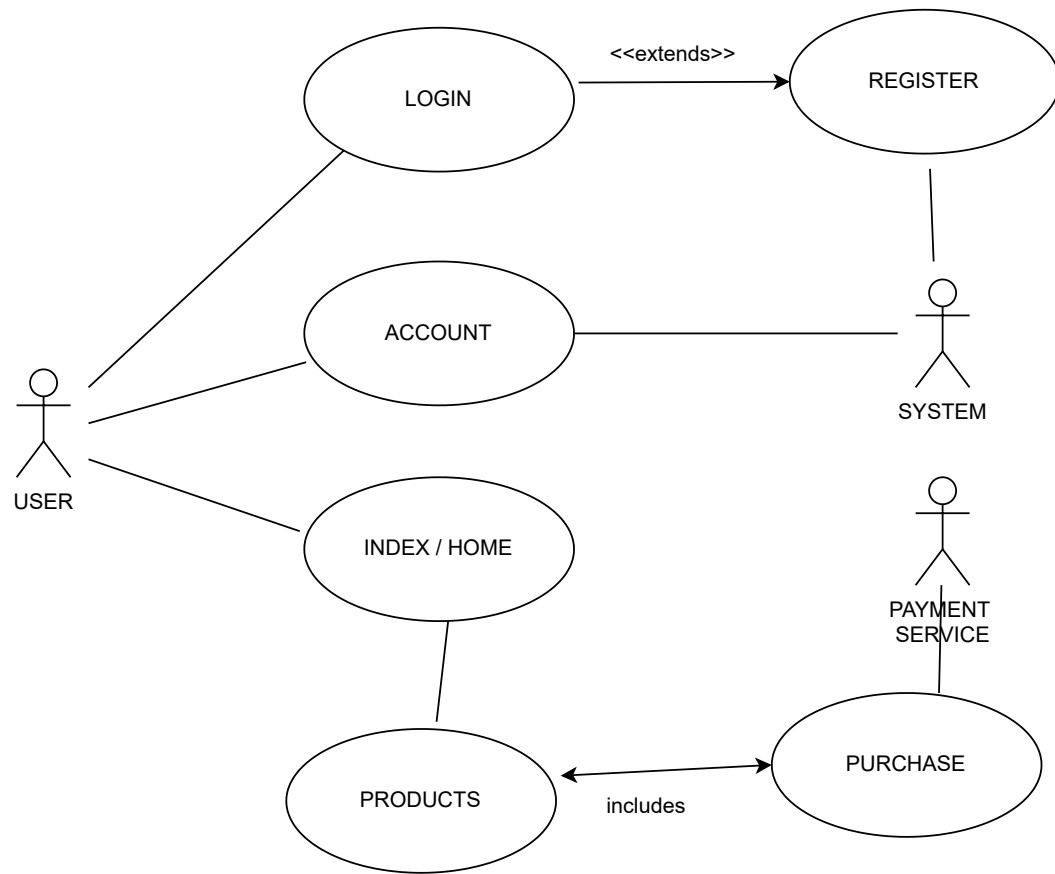 <<extends>>
LOGIN
REGISTER
ACCOUNT
SYSTEM
USER
INDEX / HOME
PAYMENT
SERVICE
PRODUCTS
includes
PURCHASE